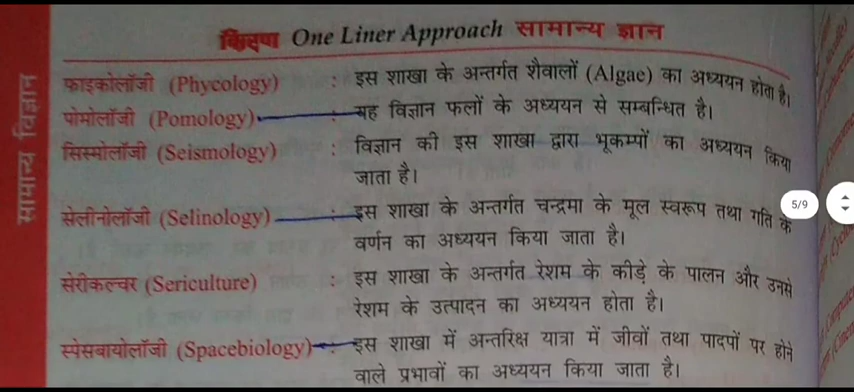 किरण One Liner Approach सामान्य ज्ञान
सामान्य विज्ञान
फाइकोलॉजी (Phycology) : इस शाखा के अन्तर्गत शैवालों (Algae) का अध्ययन होता है।
पोमोलॉजी (Pomology) : यह विज्ञान फलों के अध्ययन से सम्बन्धित है।
सिस्मोलॉजी (Seismology) : विज्ञान की इस शाखा द्वारा भूकम्पों का अध्ययन किया
जाता है।
सेलीनोलॉजी (Selinology) : इस शाखा के अन्तर्गत चन्द्रमा के मूल स्वरूप तथा गति के
वर्णन का अध्ययन किया जाता है।
5/9
सेरीकल्चर (Sericulture) : इस शाखा के अन्तर्गत रेशम के कीड़े के पालन और उनसे
रेशम के उत्पादन का अध्ययन होता है।
स्पेसबायोलॉजी (Spacebiology) : इस शाखा में अन्तरिक्ष यात्रा में जीवों तथा पादपों पर होने
वाले प्रभावों का अध्ययन किया जाता है।